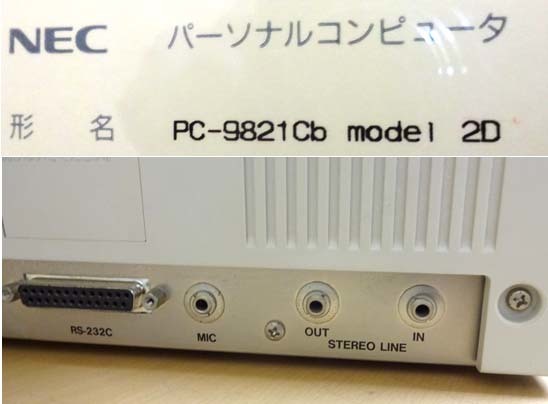 NEC パーソナルコンピュータ
形 名 PC-9821Cb model 2D
RS-232C MIC OUT IN
STEREO LINE